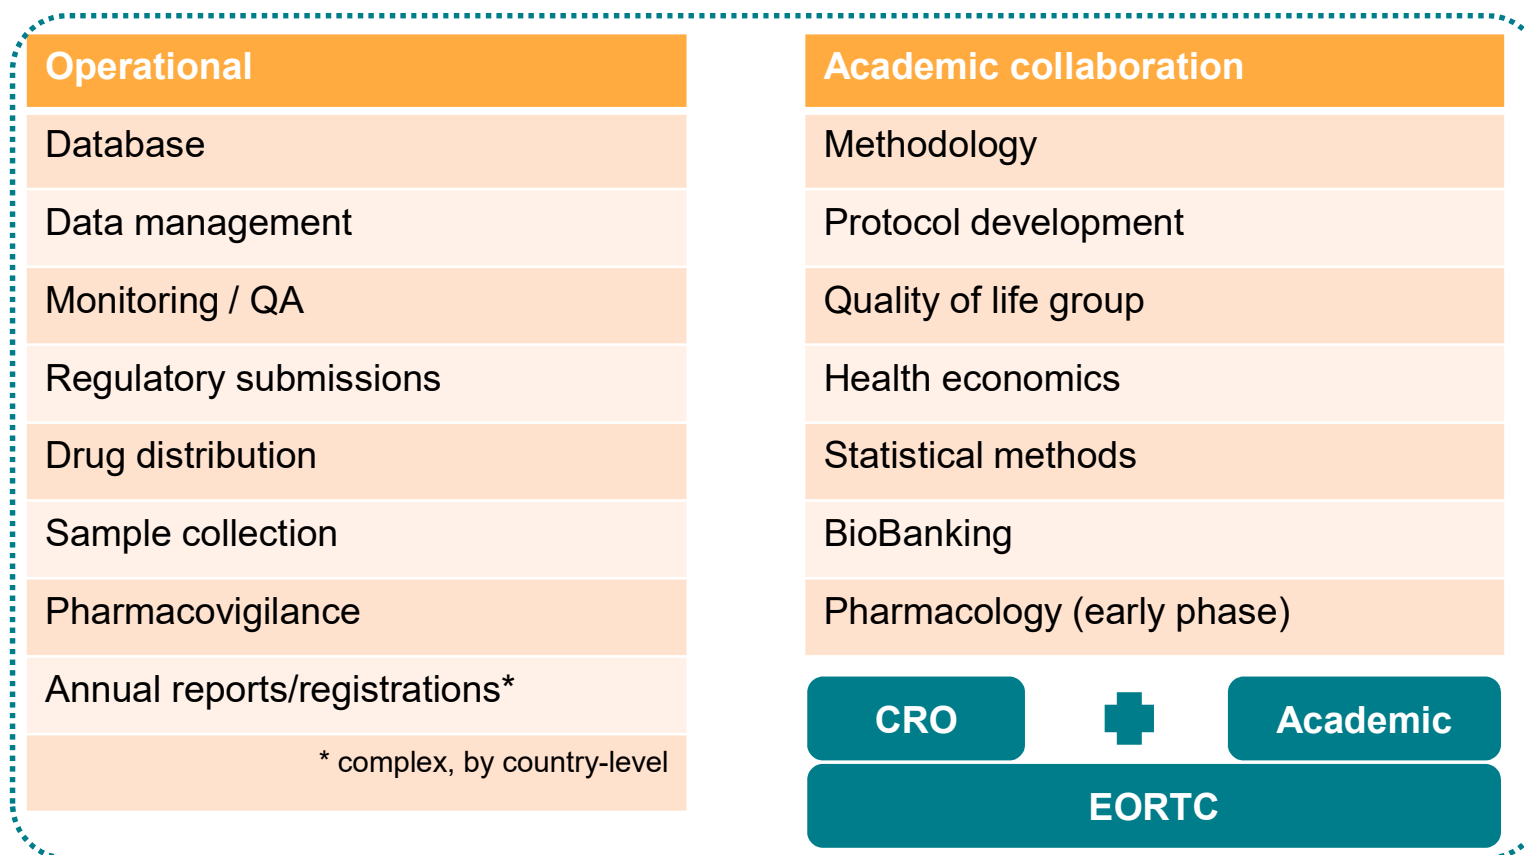 Operational
Database
Data management
Monitoring / QA
Regulatory submissions
Drug distribution
Sample collection
Pharmacovigilance
Annual reports/registrations*
* complex, by country-level
Academic collaboration
Methodology
Protocol development
Quality of life group
Health economics
Statistical methods
BioBanking
Pharmacology (early phase)
CRO
Academic
EORTC